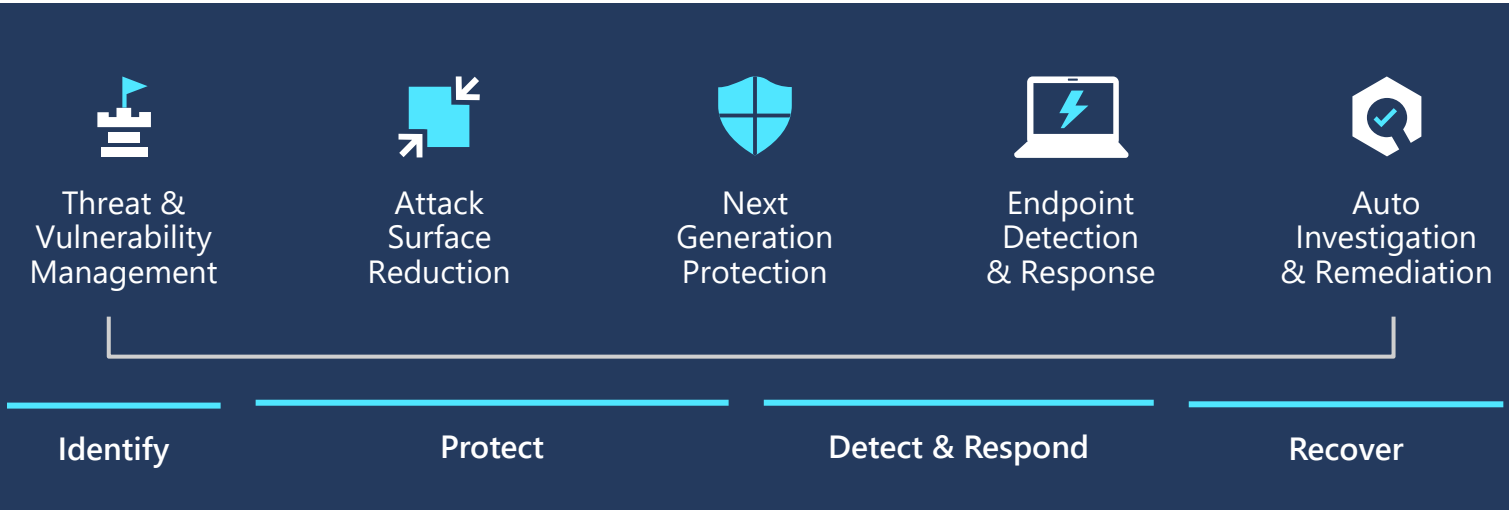 Threat &
Vulnerability
Management
Attack
Surface
Reduction
Next
Generation
Protection
Endpoint
Detection
& Response
Auto
Investigation
& Remediation
Identify
Protect
Detect & Respond
Recover